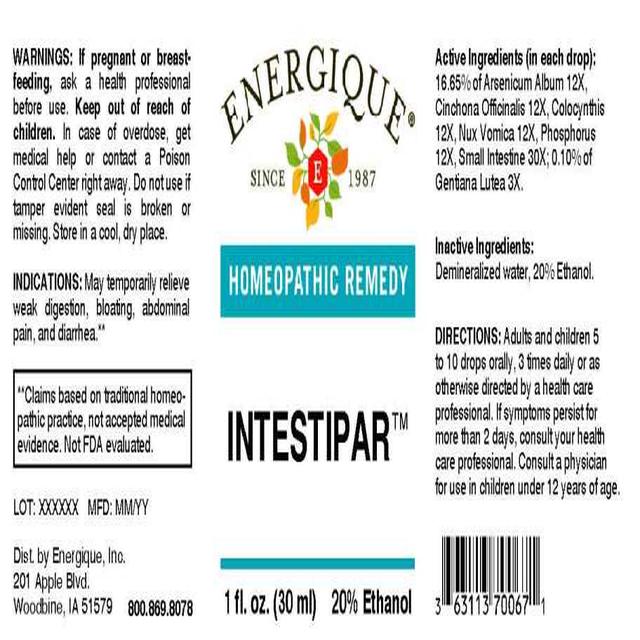 WARNINGS: If pregnant or breast-
feeding, ask a health professional
before use. Keep out of reach of
children. In case of overdose, get
medical help or contact a Poison
Control Center right away. Do not use if
tamper evident seal is broken or
missing. Store in a cool, dry place.
INDICATIONS: May temporarily relieve
weak digestion, bloating, abdominal
pain, and diarrhea.**
**Claims based on traditional homeo-
pathic practice, not accepted medical
evidence. Not FDA evaluated.
LOT: XXXXXX MFD: MM/YY
Dist. by Energique, Inc.
201 Apple Blvd.
Woodbine, IA 51579 800.869.8078
ENERGIQUE®
SINCE E 1987
HOMEOPATHIC REMEDY
INTESTIPAR™
1 fl. oz. (30 ml) 20% Ethanol
Active Ingredients (in each drop):
16.65% of Arsenicum Album 12X,
Cinchona Officinalis 12X, Colocynthis
12X, Nux Vomica 12X, Phosphorus
12X, Small Intestine 30X; 0.10% of
Gentiana Lutea 3X.
Inactive Ingredients:
Demineralized water, 20% Ethanol.
DIRECTIONS: Adults and children 5
to 10 drops orally, 3 times daily or as
otherwise directed by a health care
professional. If symptoms persist for
more than 2 days, consult your health
care professional. Consult a physician
for use in children under 12 years of age.
3 63113 70067 1